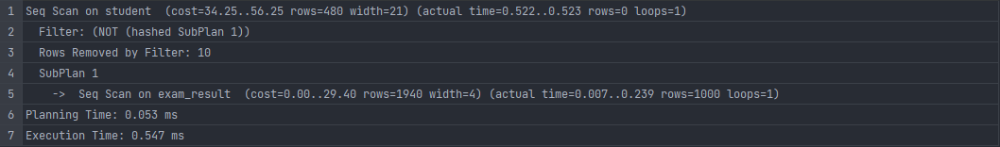 1 Seq Scan on student  (cost=34.25..56.25 rows=480 width=21) (actual time=0.522..0.523 rows=0 loops=1)
2   Filter: (NOT (hashed SubPlan 1))
3   Rows Removed by Filter: 10
4   SubPlan 1
5     ->  Seq Scan on exam_result  (cost=0.00..29.40 rows=1940 width=4) (actual time=0.007..0.239 rows=1000 loops=1)
6 Planning Time: 0.053 ms
7 Execution Time: 0.547 ms